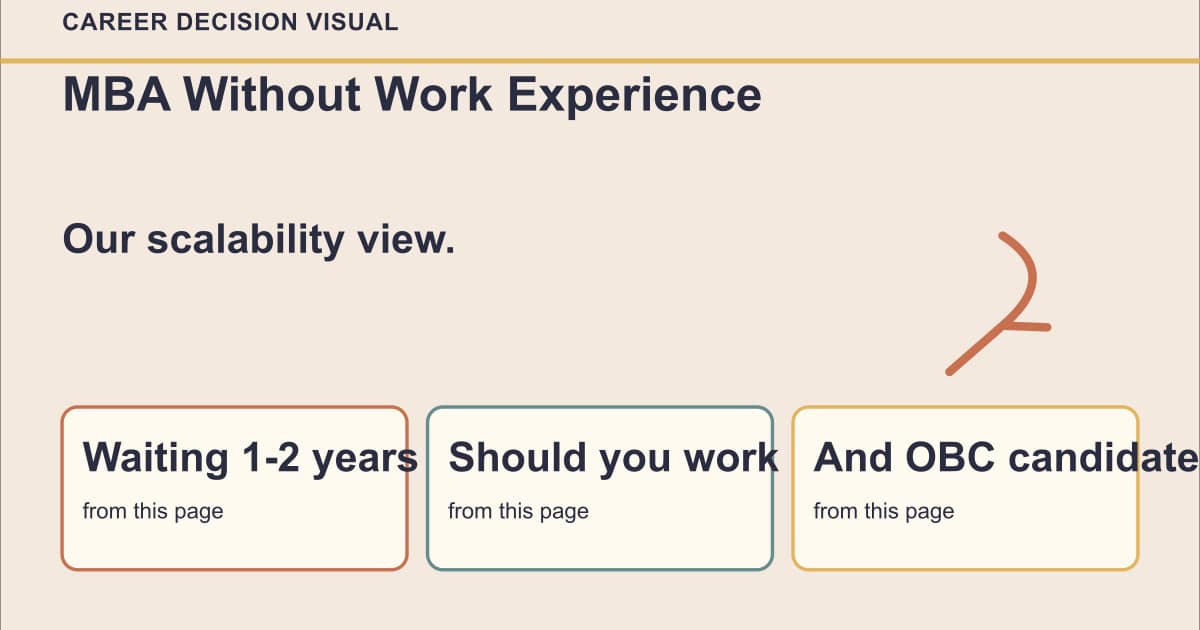 CAREER DECISION VISUAL
MBA Without Work Experience
Our scalability view.
Waiting 1-2 years
from this page
Should you work
from this page
And OBC candidate
from this page